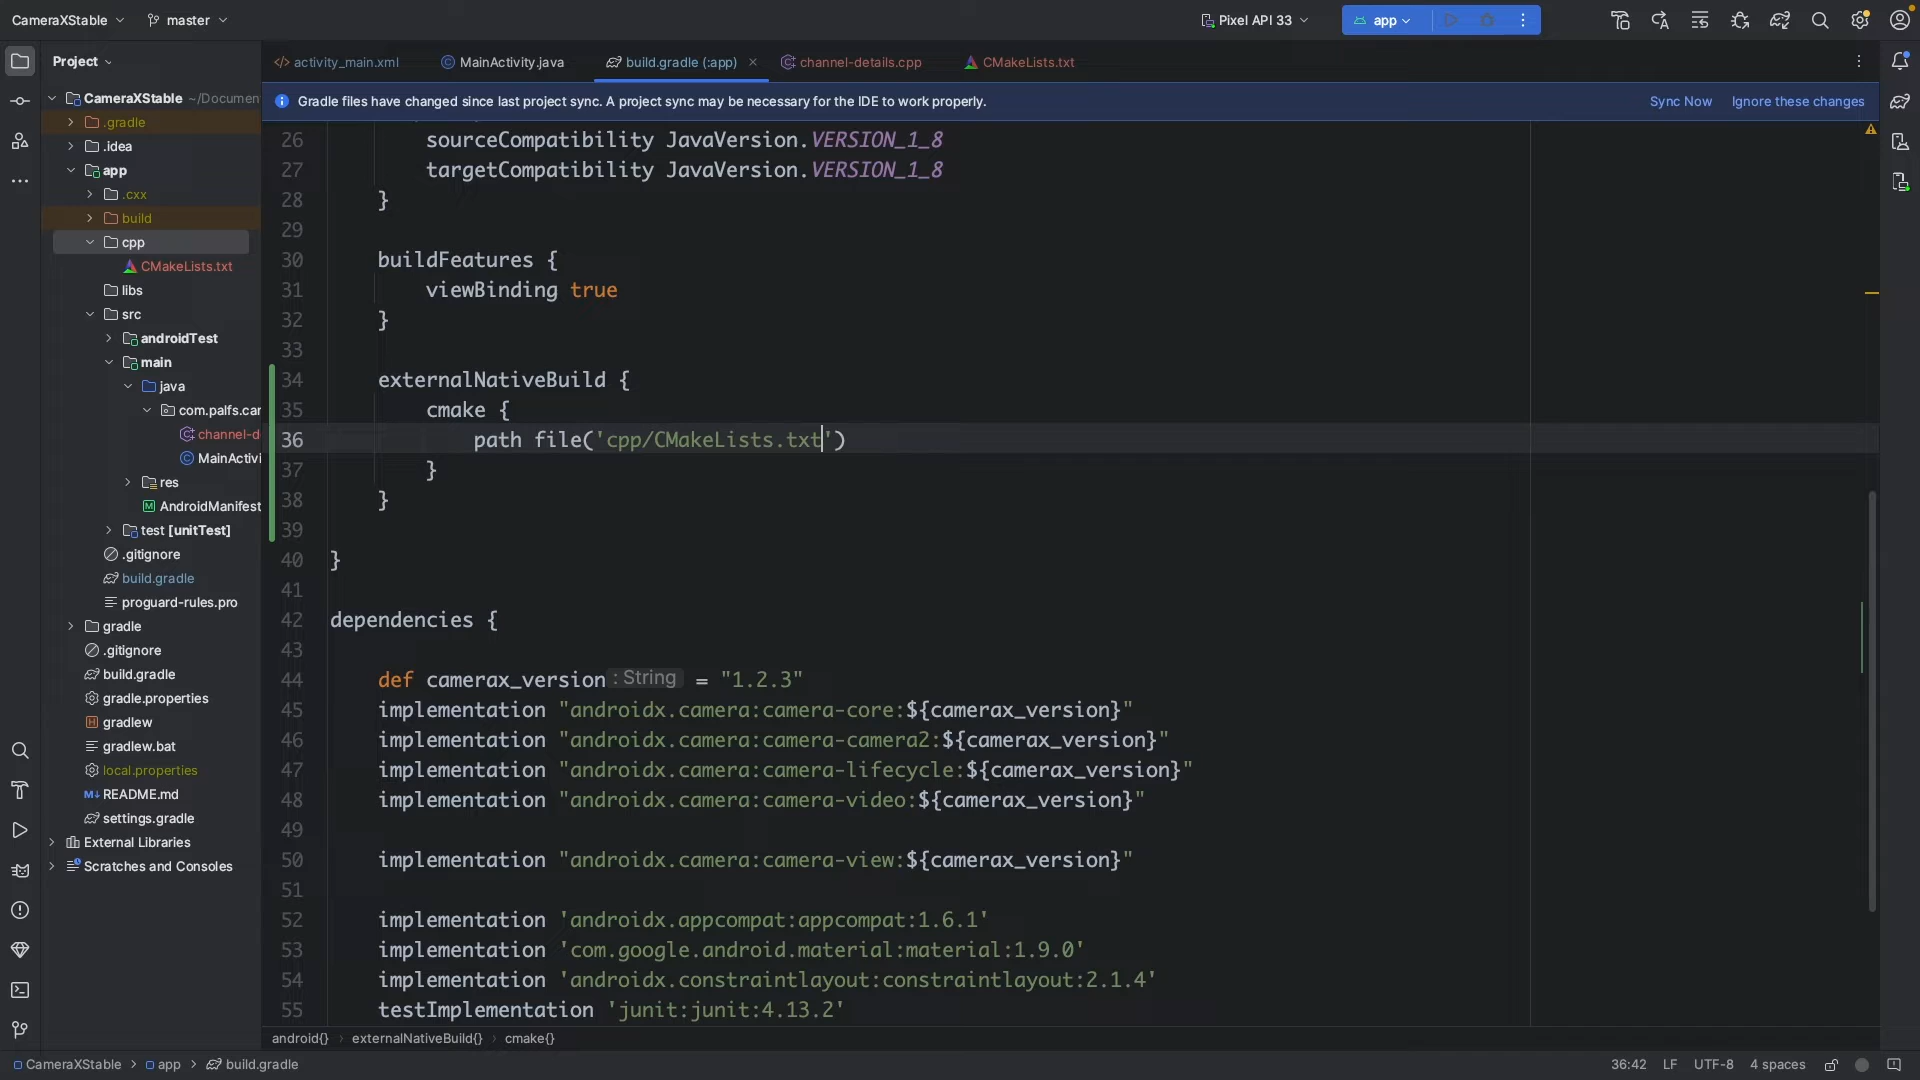 CameraXStable master Pixel API 33 app
Project
activity_main.xml MainActivity.java build.gradle (:app) channel-details.cpp CMakeLists.txt
Gradle files have changed since last project sync. A project sync may be necessary for the IDE to work properly. Sync Now Ignore these changes
CameraXStable ~/Documen
.gradle
.idea
app
.cxx
build
cpp
CMakeLists.txt
libs
src
androidTest
main
java
com.palfs.car
channel-d
MainActivi
res
AndroidManifest
test [unitTest]
.gitignore
build.gradle
proguard-rules.pro
gradle
.gitignore
build.gradle
gradle.properties
gradlew
gradlew.bat
local.properties
README.md
settings.gradle
External Libraries
Scratches and Consoles
26 sourceCompatibility JavaVersion.VERSION_1_8
27 targetCompatibility JavaVersion.VERSION_1_8
28 }
29
30 buildFeatures {
31 viewBinding true
32 }
33
34 externalNativeBuild {
35 cmake {
36 path file('cpp/CMakeLists.txt')
37 }
38 }
39
40 }
41
42 dependencies {
43
44 def camerax_version : String = "1.2.3"
45 implementation "androidx.camera:camera-core:${camerax_version}"
46 implementation "androidx.camera:camera-camera2:${camerax_version}"
47 implementation "androidx.camera:camera-lifecycle:${camerax_version}"
48 implementation "androidx.camera:camera-video:${camerax_version}"
49
50 implementation "androidx.camera:camera-view:${camerax_version}"
51
52 implementation 'androidx.appcompat:appcompat:1.6.1'
53 implementation 'com.google.android.material:material:1.9.0'
54 implementation 'androidx.constraintlayout:constraintlayout:2.1.4'
55 testImplementation 'junit:junit:4.13.2'
android{} › externalNativeBuild{} › cmake{}
CameraXStable › app › build.gradle 36:42 LF UTF-8 4 spaces